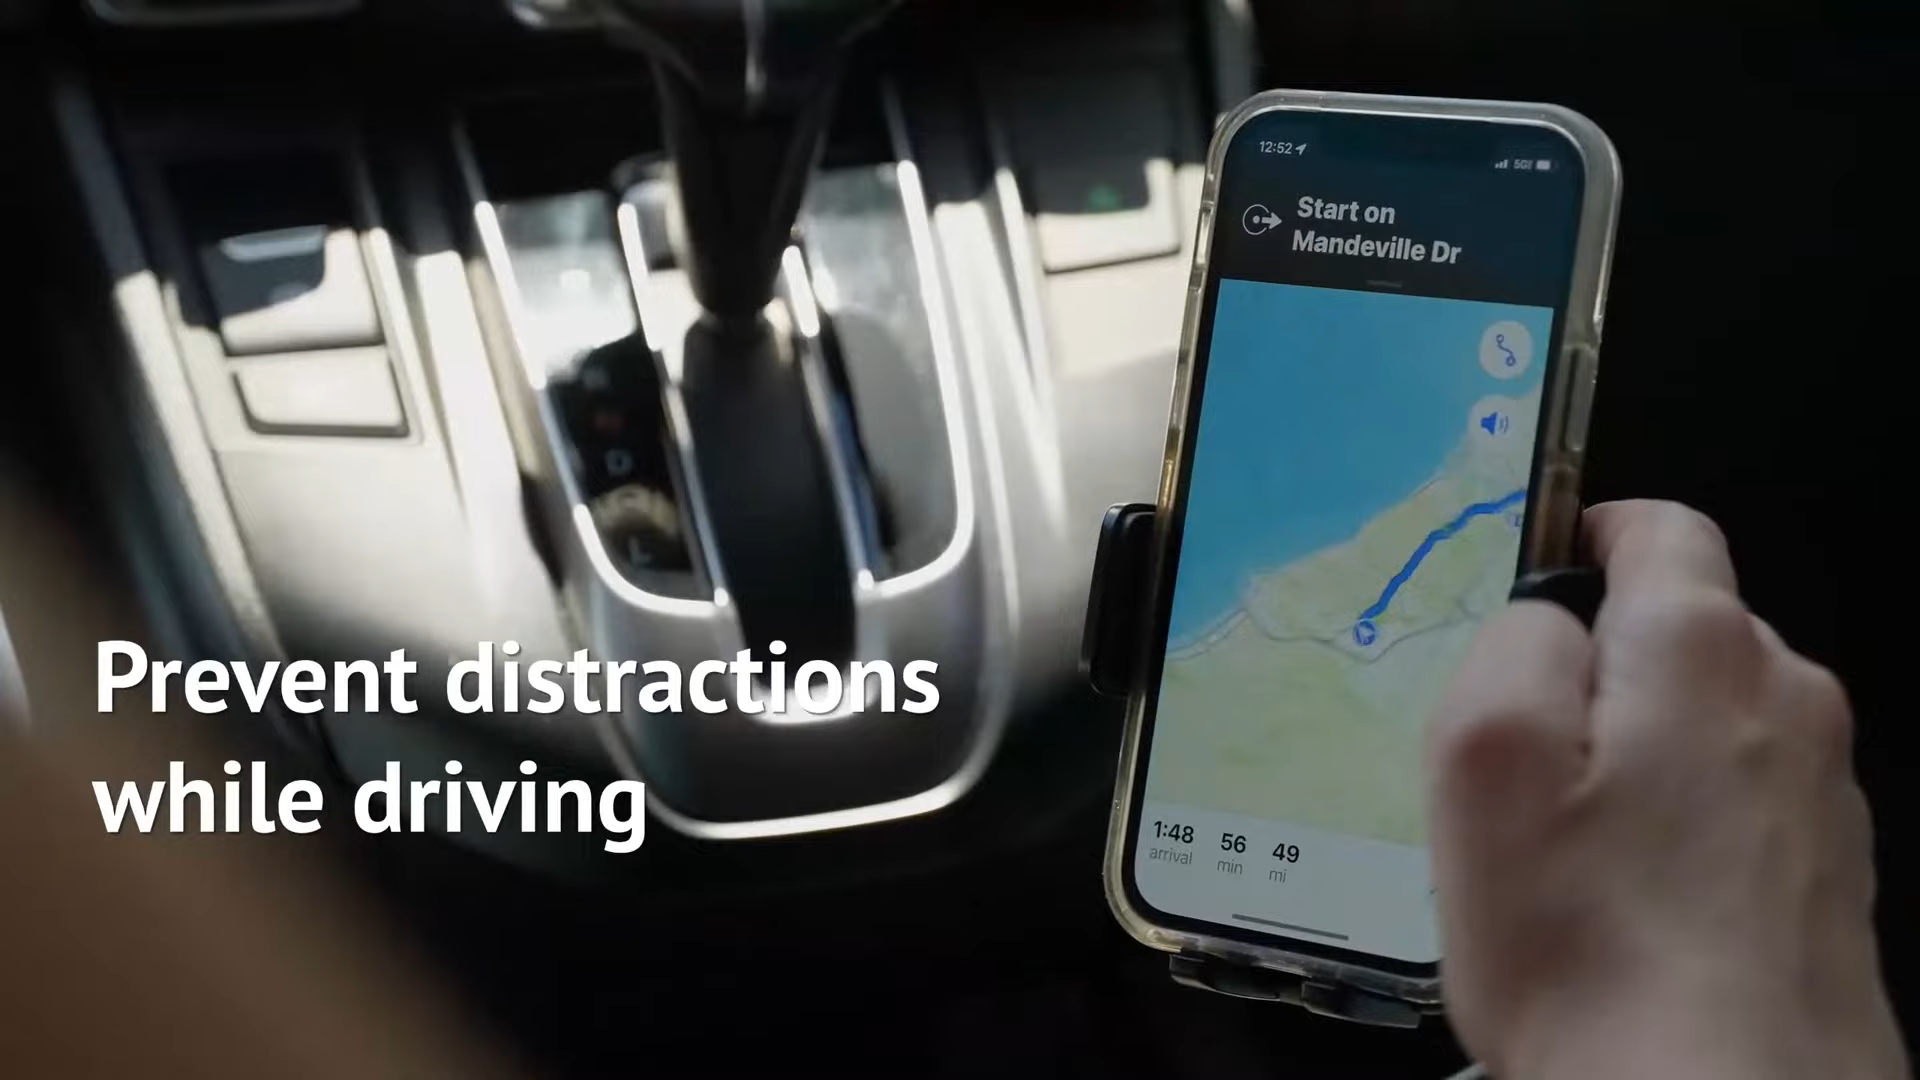 12:52
5G
Start on
Mandeville Dr
D
L
Prevent distractions
while driving
1:48 56 49
arrival min mi